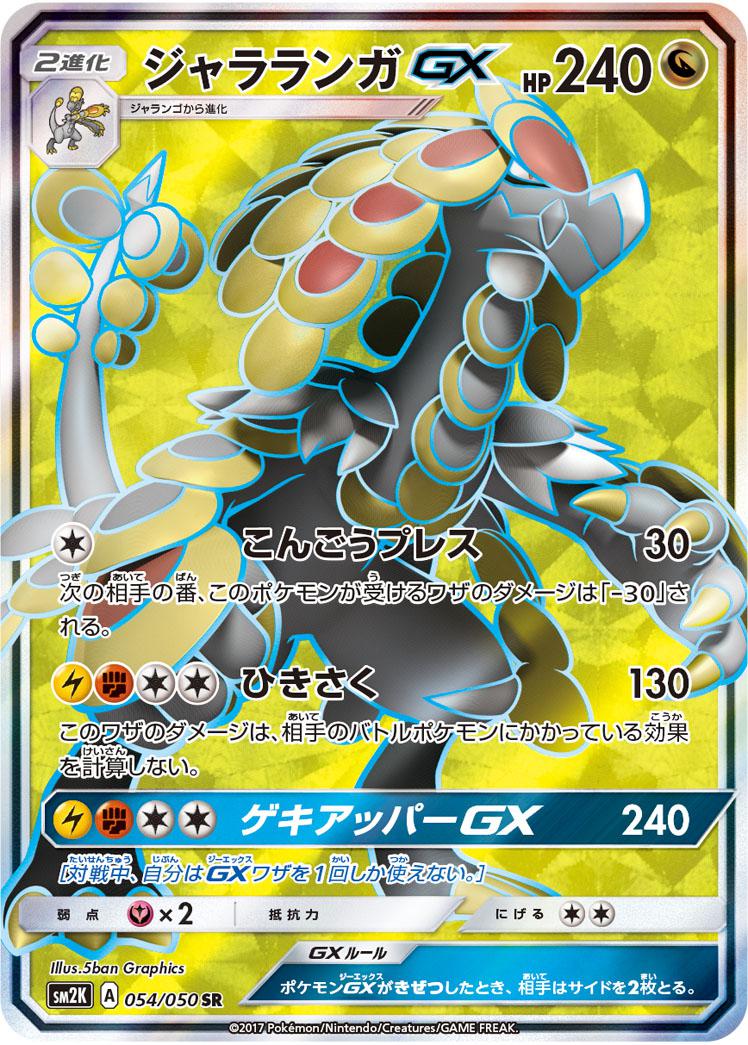 2進化 ジャラランガGX HP240
ジャランゴから進化
こんごうプレス 30
次の相手の番、このポケモンが受けるワザのダメージは「-30」さ
れる。
ひきさく 130
このワザのダメージは、相手のバトルポケモンにかかっている効果
を計算しない。
ゲキアッパーGX 240
[対戦中、自分はGXワザを1回しか使えない。]
弱点 ×2 抵抗力 にげる
GXルール
ポケモンGXがきぜつしたとき、相手はサイドを2枚とる。
Illus.5ban Graphics
SM2K A 054/050 SR
©2017 Pokémon/Nintendo/Creatures/GAME FREAK.